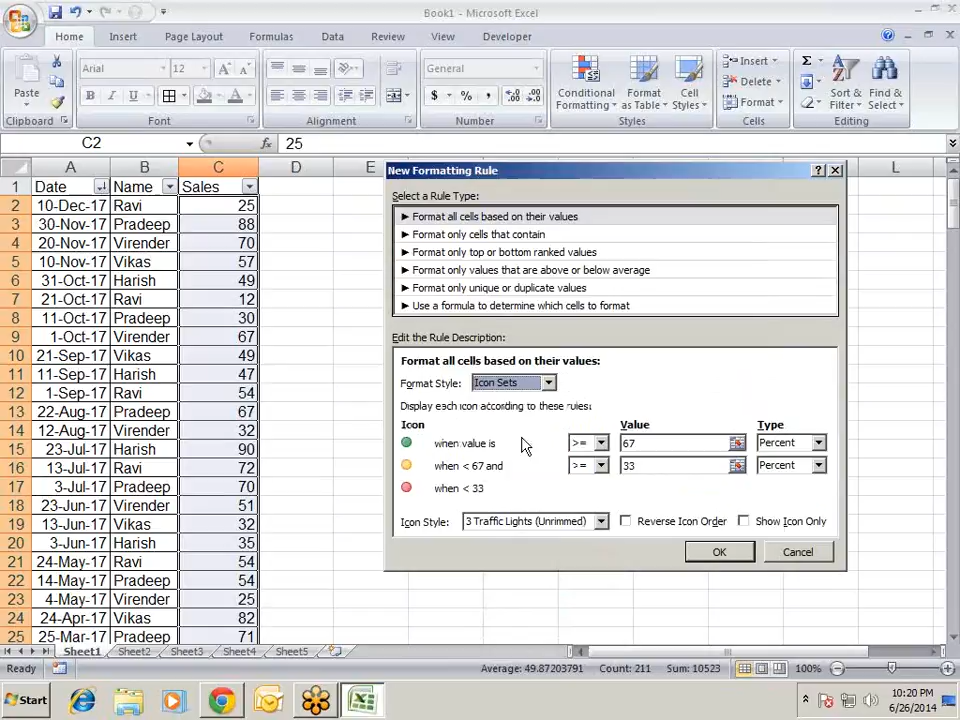 Book1 - Microsoft Excel
Home Insert Page Layout Formulas Data Review View Developer
Paste
Clipboard
Arial 12
B I U
Font
Alignment
General
$ % ,
Number
Conditional Formatting
Format as Table
Cell Styles
Styles
Insert
Delete
Format
Cells
Sort & Filter
Find & Select
Editing
C2 fx 25
A B C D E L
1 Date Name Sales
2 10-Dec-17 Ravi 25
3 30-Nov-17 Pradeep 88
4 20-Nov-17 Virender 70
5 10-Nov-17 Vikas 57
6 31-Oct-17 Harish 49
7 21-Oct-17 Ravi 12
8 11-Oct-17 Pradeep 30
9 1-Oct-17 Virender 67
10 21-Sep-17 Vikas 49
11 11-Sep-17 Harish 47
12 1-Sep-17 Ravi 54
13 22-Aug-17 Pradeep 67
14 12-Aug-17 Virender 32
15 23-Jul-17 Harish 90
16 13-Jul-17 Ravi 72
17 3-Jul-17 Pradeep 70
18 23-Jun-17 Virender 51
19 13-Jun-17 Vikas 32
20 3-Jun-17 Harish 35
21 24-May-17 Ravi 54
22 14-May-17 Pradeep 54
23 4-May-17 Virender 25
24 24-Apr-17 Vikas 82
25 25-Mar-17 Pradeep 71
New Formatting Rule
Select a Rule Type:
► Format all cells based on their values
► Format only cells that contain
► Format only top or bottom ranked values
► Format only values that are above or below average
► Format only unique or duplicate values
► Use a formula to determine which cells to format
Edit the Rule Description:
Format all cells based on their values:
Format Style: Icon Sets
Display each icon according to these rules:
Icon Value Type
when value is >= 67 Percent
when < 67 and >= 33 Percent
when < 33
Icon Style: 3 Traffic Lights (Unrimmed) Reverse Icon Order Show Icon Only
OK Cancel
Sheet1 Sheet2 Sheet3 Sheet4 Sheet5
Ready Average: 49.87203791 Count: 211 Sum: 10523 100%
Start
10:20 PM
6/26/2014